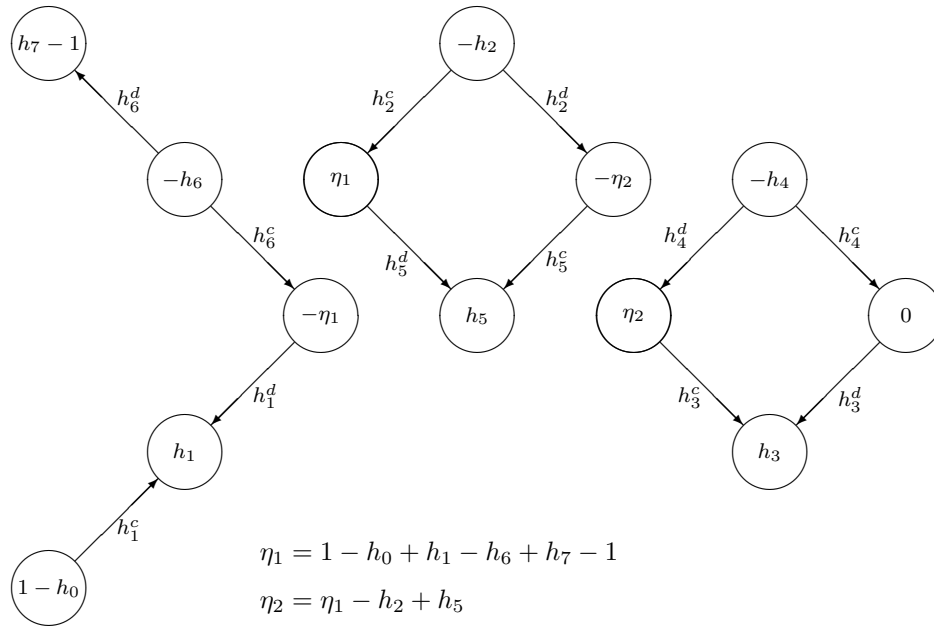 h_7 − 1
−h_2
h_6^d
h_2^c
h_2^d
−h_6
η_1
−η_2
−h_4
h_6^c
h_5^d
h_5^c
h_4^d
h_4^c
−η_1
h_5
η_2
0
h_1^d
h_3^c
h_3^d
h_1
h_3
h_1^c
η_1 = 1 − h_0 + h_1 − h_6 + h_7 − 1
1 − h_0
η_2 = η_1 − h_2 + h_5